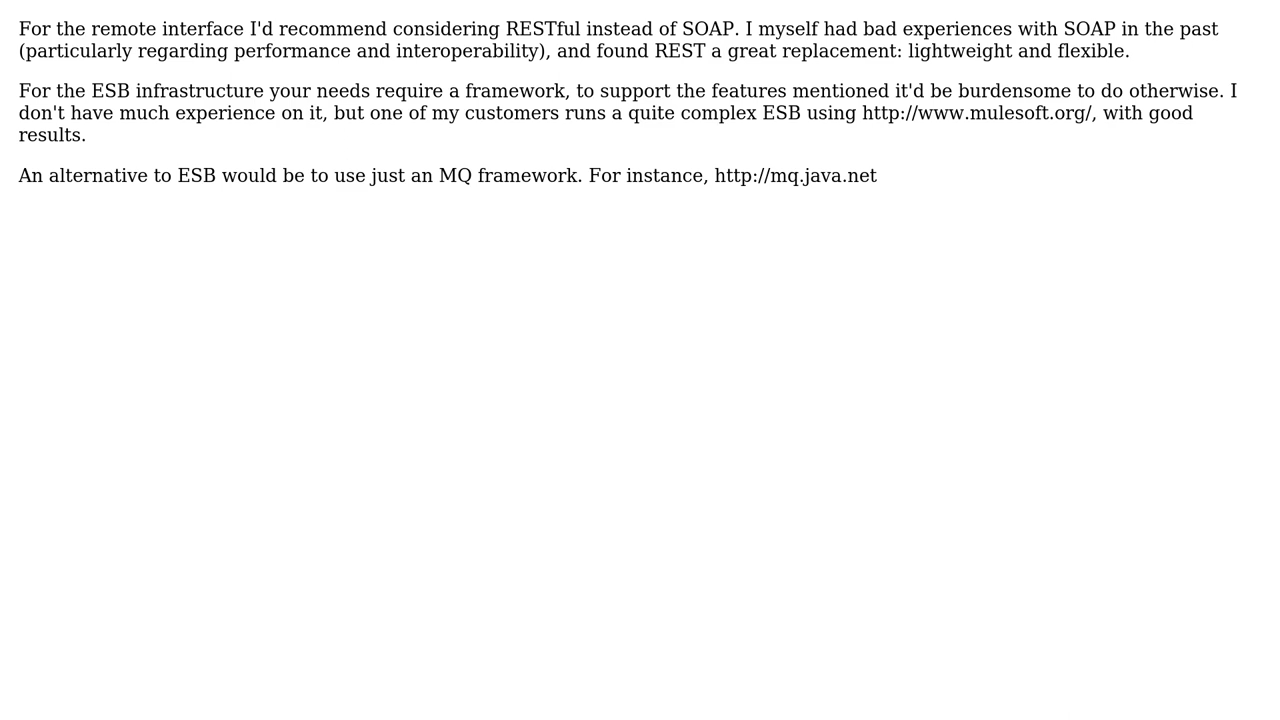 For the remote interface I'd recommend considering RESTful instead of SOAP. I myself had bad experiences with SOAP in the past
(particularly regarding performance and interoperability), and found REST a great replacement: lightweight and flexible.
For the ESB infrastructure your needs require a framework, to support the features mentioned it'd be burdensome to do otherwise. I
don't have much experience on it, but one of my customers runs a quite complex ESB using http://www.mulesoft.org/, with good
results.
An alternative to ESB would be to use just an MQ framework. For instance, http://mq.java.net